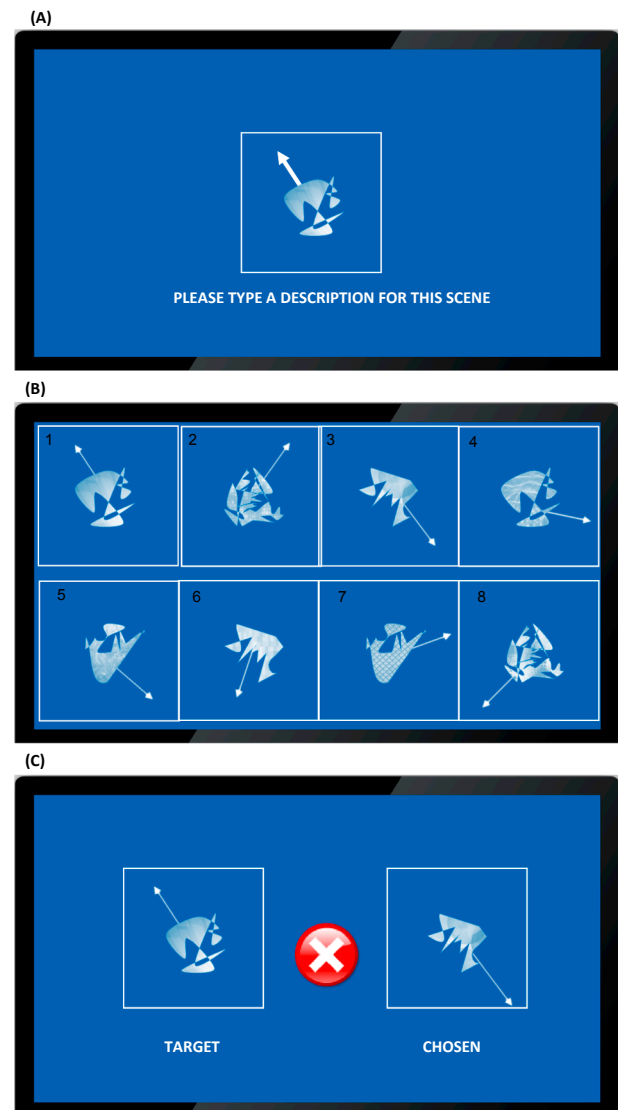 (A)
PLEASE TYPE A DESCRIPTION FOR THIS SCENE
(B)
1 2 3 4
5 6 7 8
(C)
TARGET CHOSEN